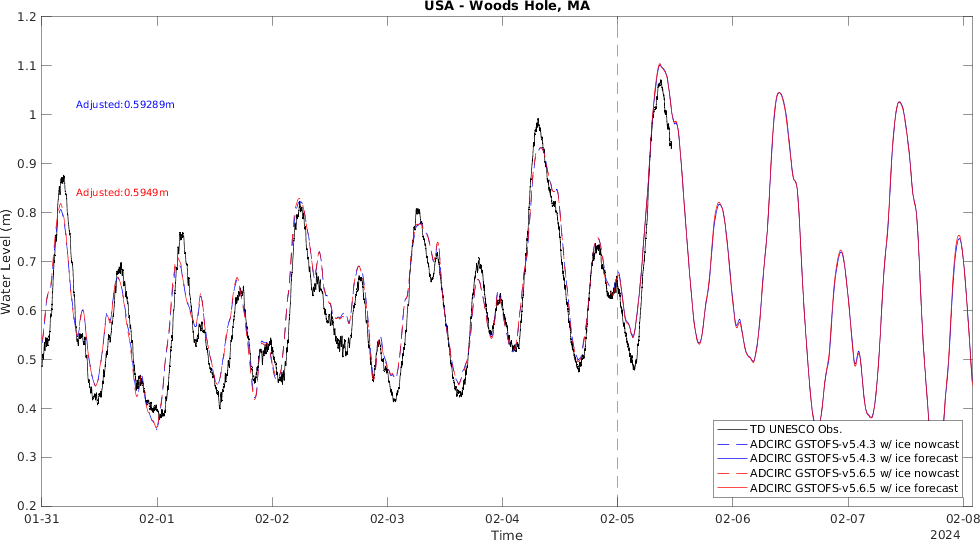 USA - Woods Hole, MA
1.2
1.1
1
0.9
0.8
0.7
0.6
0.5
0.4
0.3
0.2
Water Level (m)
Adjusted:0.59289m
Adjusted:0.5949m
TD UNESCO Obs.
ADCIRC GSTOFS-v5.4.3 w/ ice nowcast
ADCIRC GSTOFS-v5.4.3 w/ ice forecast
ADCIRC GSTOFS-v5.6.5 w/ ice nowcast
ADCIRC GSTOFS-v5.6.5 w/ ice forecast
01-31 02-01 02-02 02-03 02-04 02-05 02-06 02-07 02-08
2024
Time